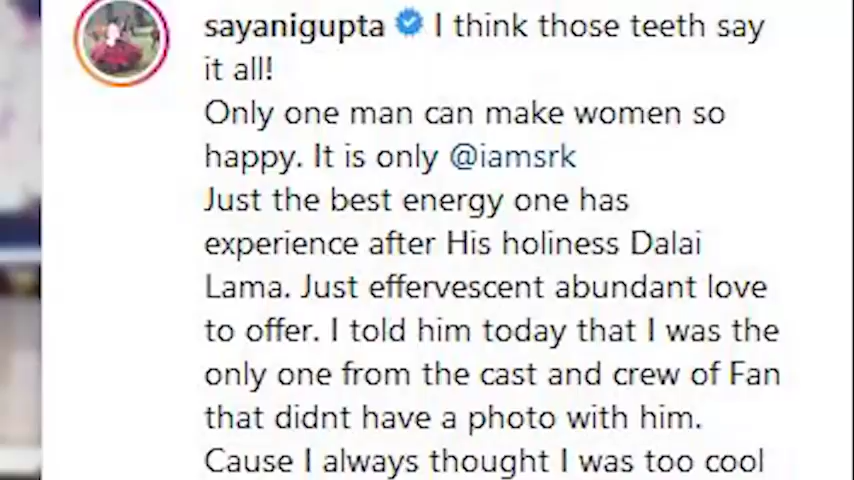 sayanigupta I think those teeth say
it all!
Only one man can make women so
happy. It is only @iamsrk
Just the best energy one has
experience after His holiness Dalai
Lama. Just effervescent abundant love
to offer. I told him today that I was the
only one from the cast and crew of Fan
that didnt have a photo with him.
Cause I always thought I was too cool